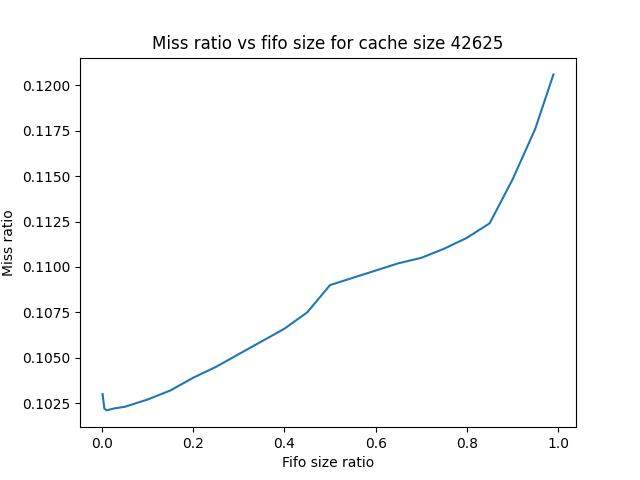 Miss ratio vs fifo size for cache size 42625
0.1200
0.1175
0.1150
0.1125
0.1100
0.1075
0.1050
0.1025
Miss ratio
0.0 0.2 0.4 0.6 0.8 1.0
Fifo size ratio